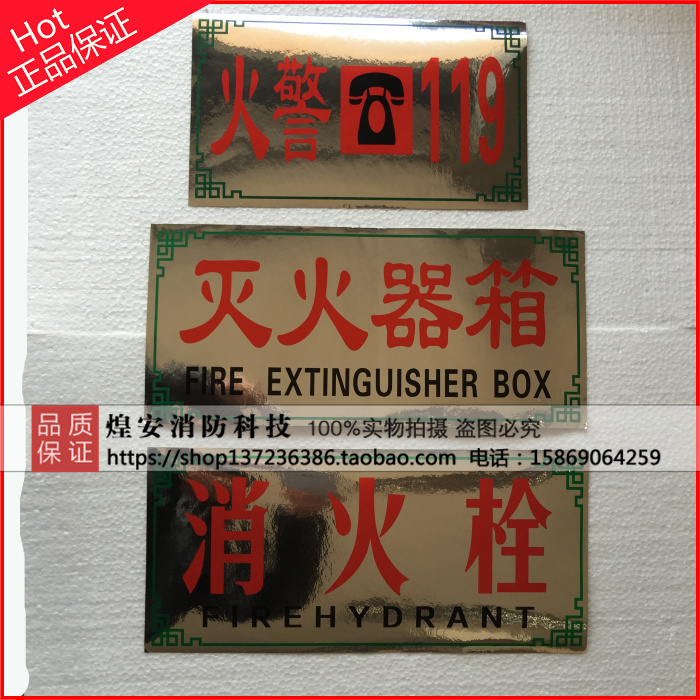 Hot
正品保证
火警 119
灭火器箱
FIRE EXTINGUISHER BOX
品质保证
煌安消防科技 100%实物拍摄 盗图必究
https://shop137236386.taobao.com 电话：15869064259
消火栓
FIREHYDRANT